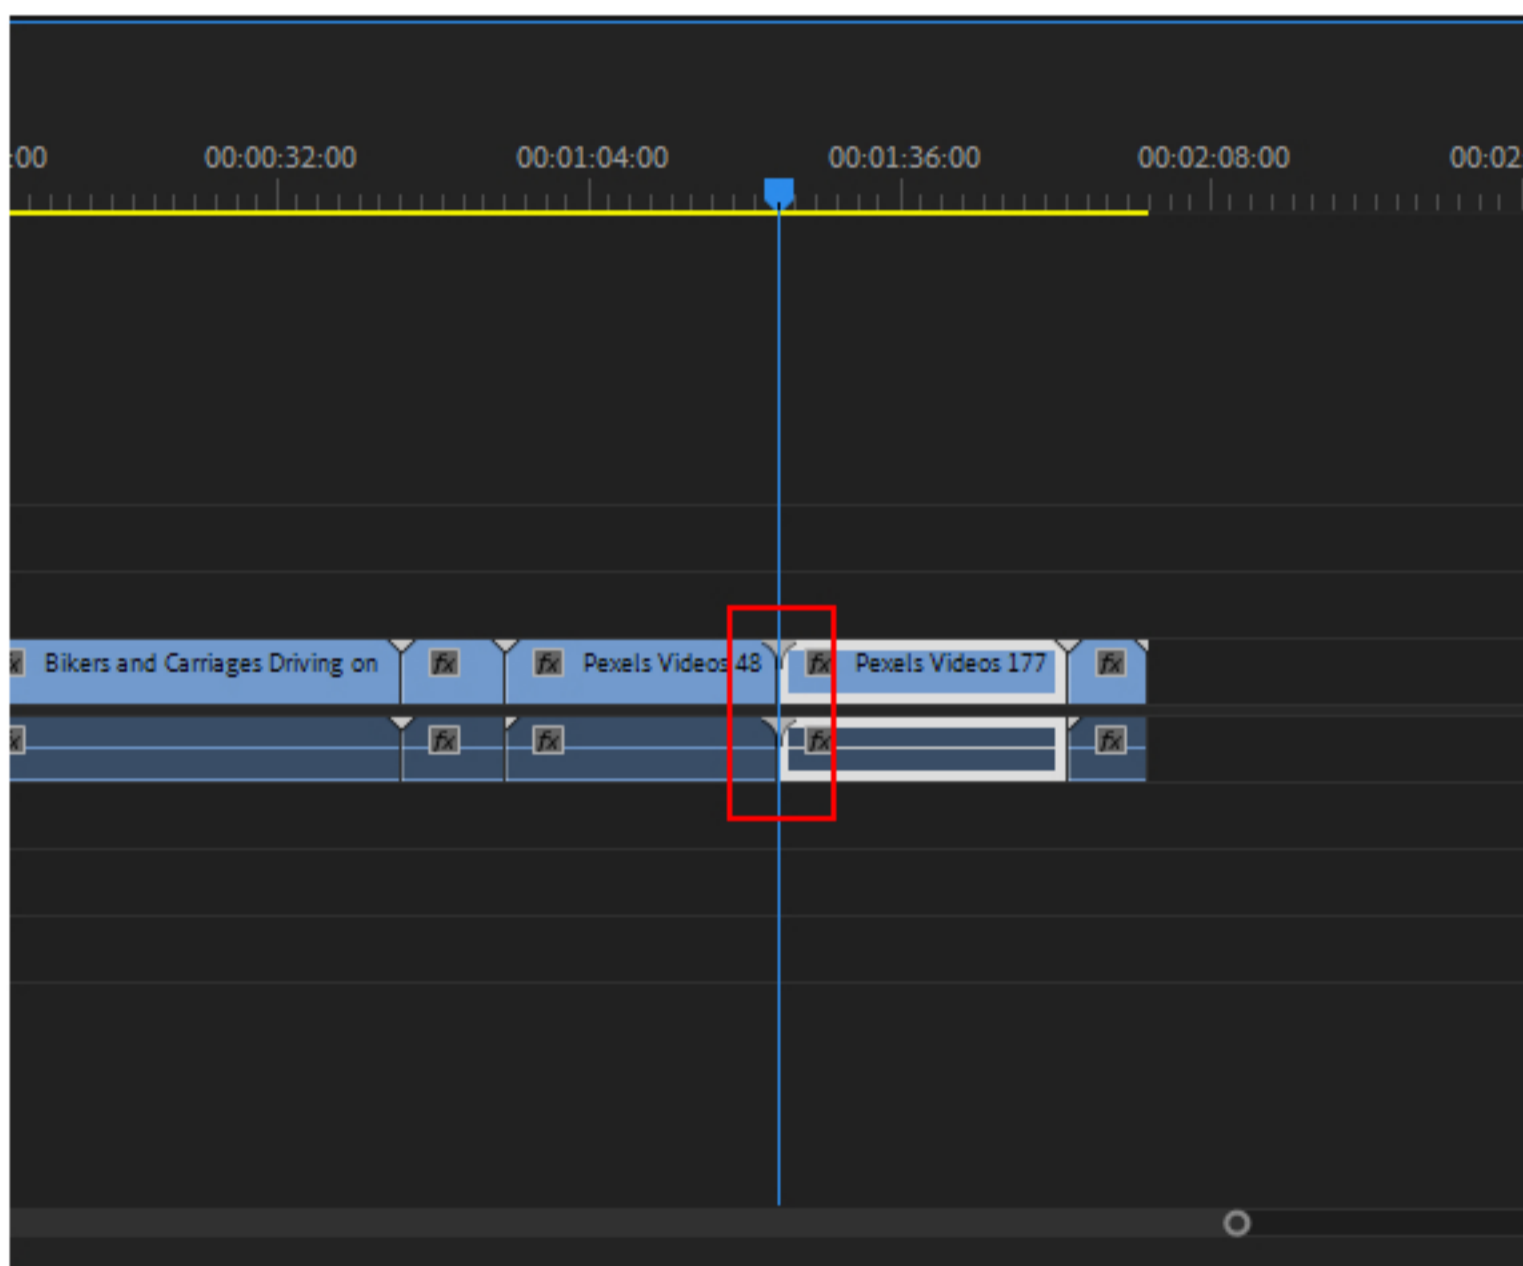 :00 00:00:32:00 00:01:04:00 00:01:36:00 00:02:08:00 00:02
fx Bikers and Carriages Driving on fx fx Pexels Videos 48 fx Pexels Videos 177 fx
fx fx fx fx fx